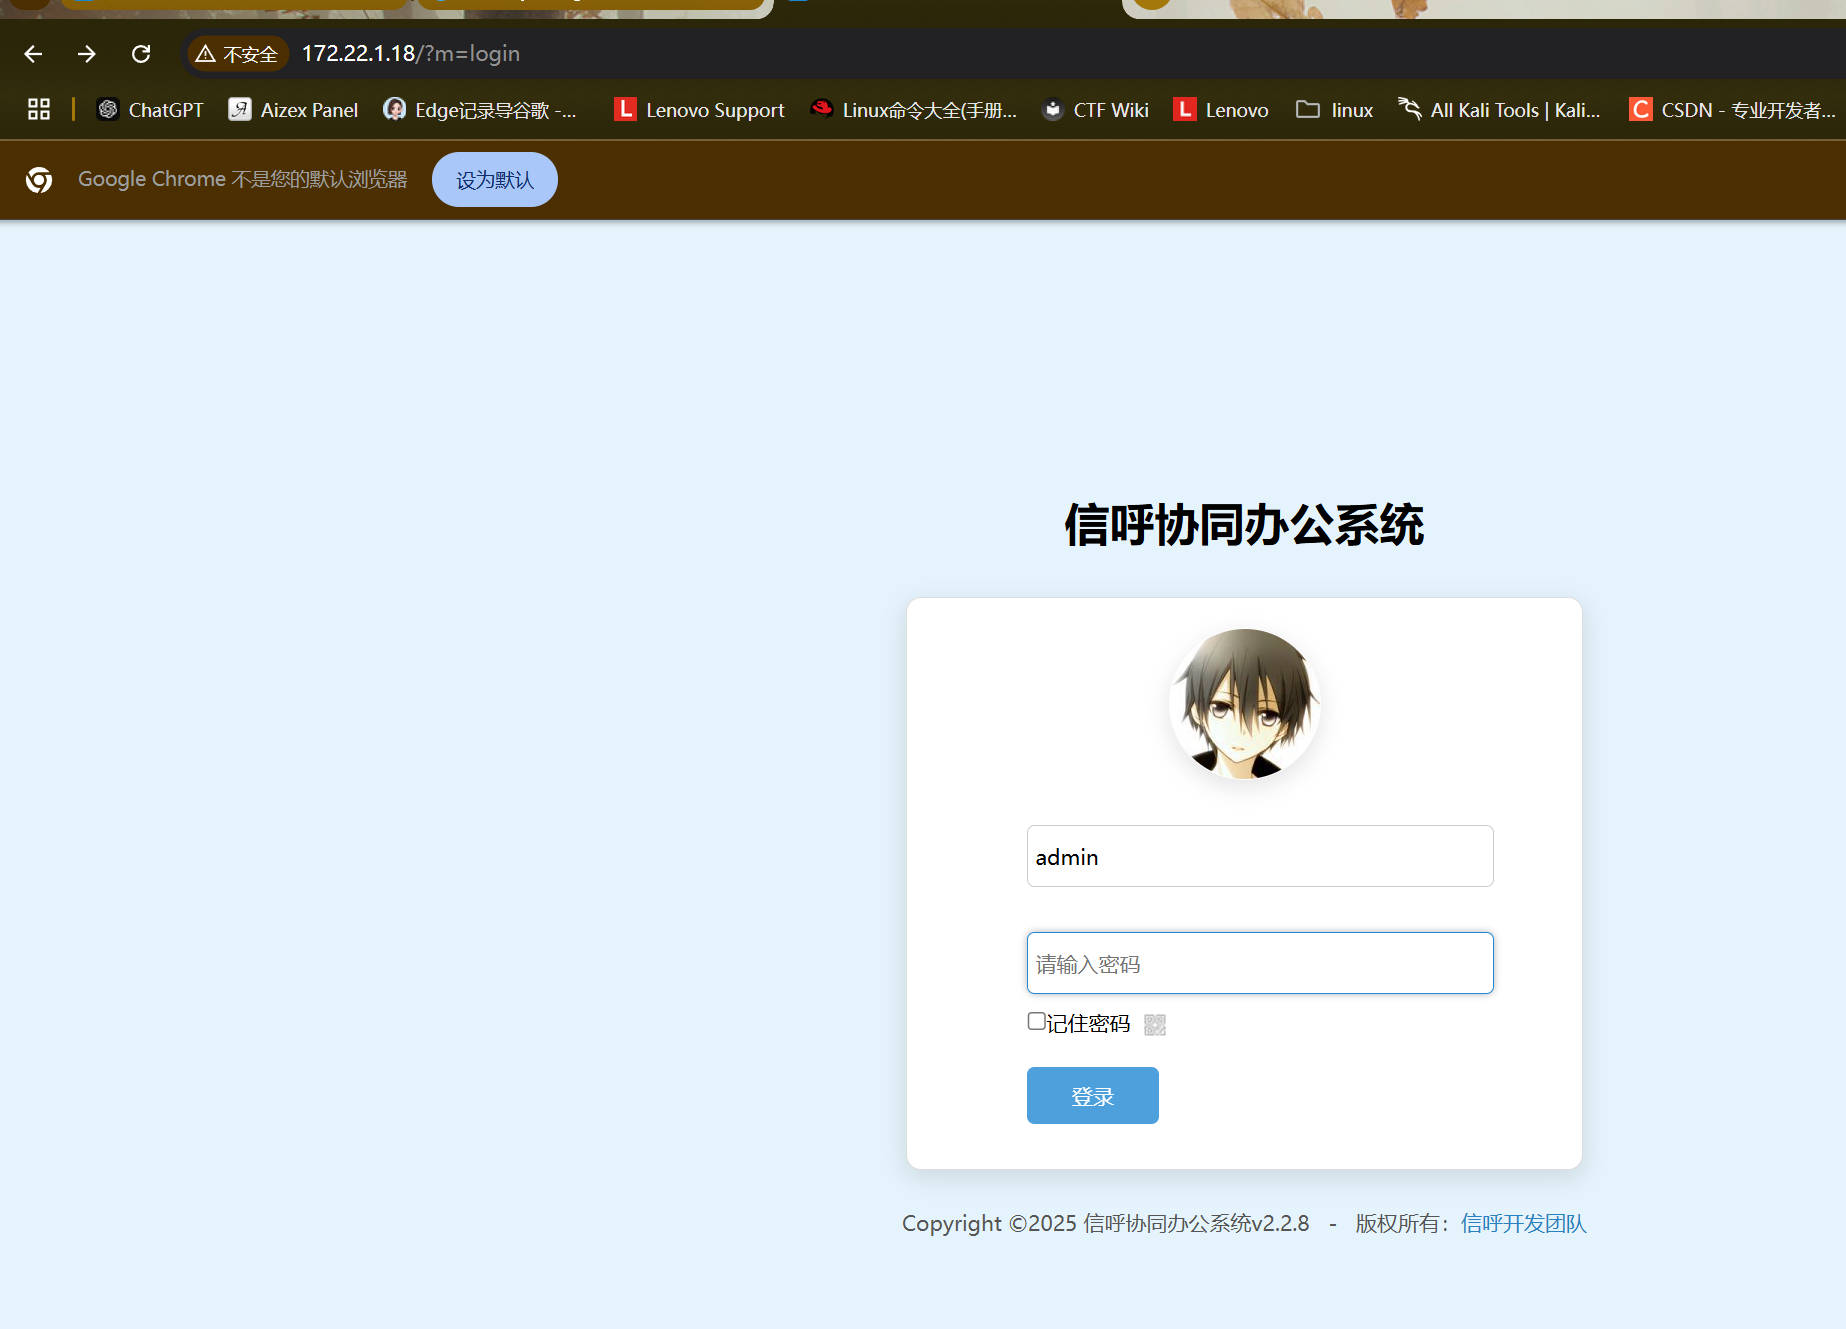 不安全 172.22.1.18/?m=login
ChatGPT Aizex Panel Edge记录导谷歌 -... Lenovo Support Linux命令大全(手册... CTF Wiki Lenovo linux All Kali Tools | Kali... CSDN - 专业开发者...
Google Chrome 不是您的默认浏览器 设为默认
信呼协同办公系统
admin
请输入密码
记住密码
登录
Copyright ©2025 信呼协同办公系统v2.2.8 - 版权所有：信呼开发团队